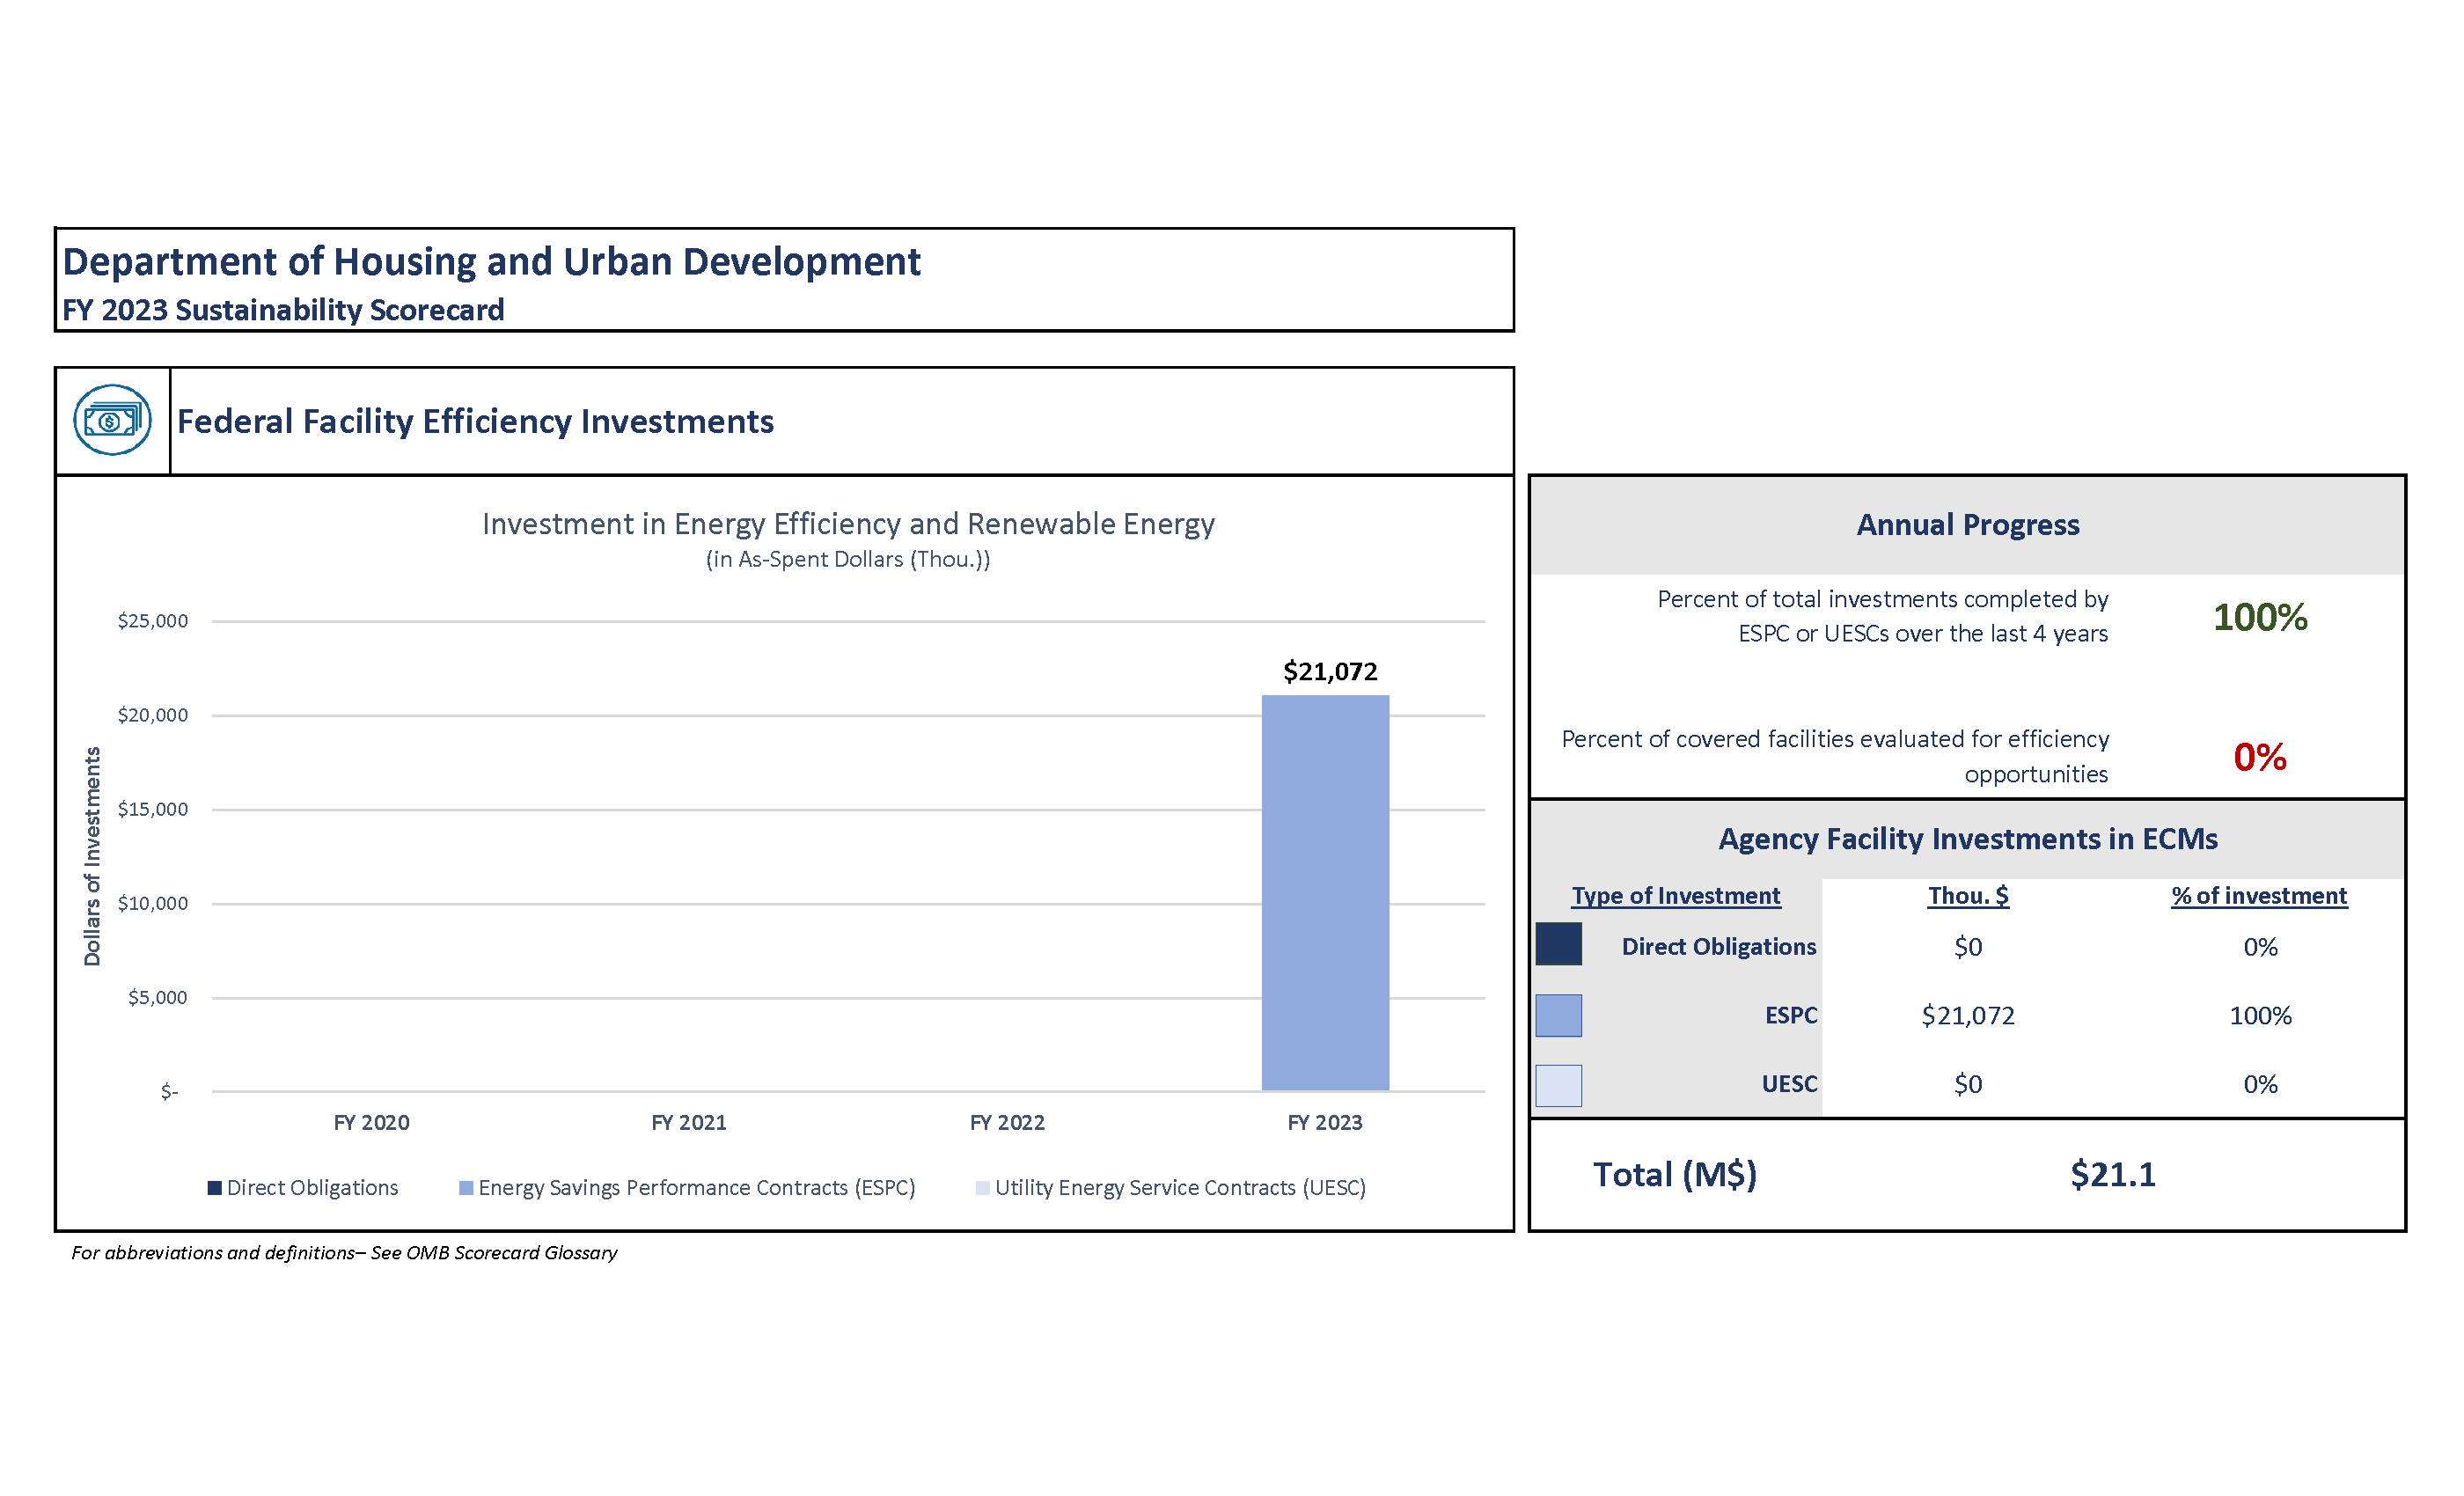 Department of Housing and Urban Development
FY 2023 Sustainability Scorecard
Federal Facility Efficiency Investments
Investment in Energy Efficiency and Renewable Energy
(in As-Spent Dollars (Thou.))
Dollars of Investments
$25,000
$20,000
$15,000
$10,000
$5,000
$-
$21,072
FY 2020 FY 2021 FY 2022 FY 2023
Direct Obligations Energy Savings Performance Contracts (ESPC) Utility Energy Service Contracts (UESC)
Annual Progress
Percent of total investments completed by
ESPC or UESCs over the last 4 years
100%
Percent of covered facilities evaluated for efficiency
opportunities
0%
Agency Facility Investments in ECMs
Type of Investment Thou. $ % of investment
Direct Obligations $0 0%
ESPC $21,072 100%
UESC $0 0%
Total (M$) $21.1
For abbreviations and definitions– See OMB Scorecard Glossary